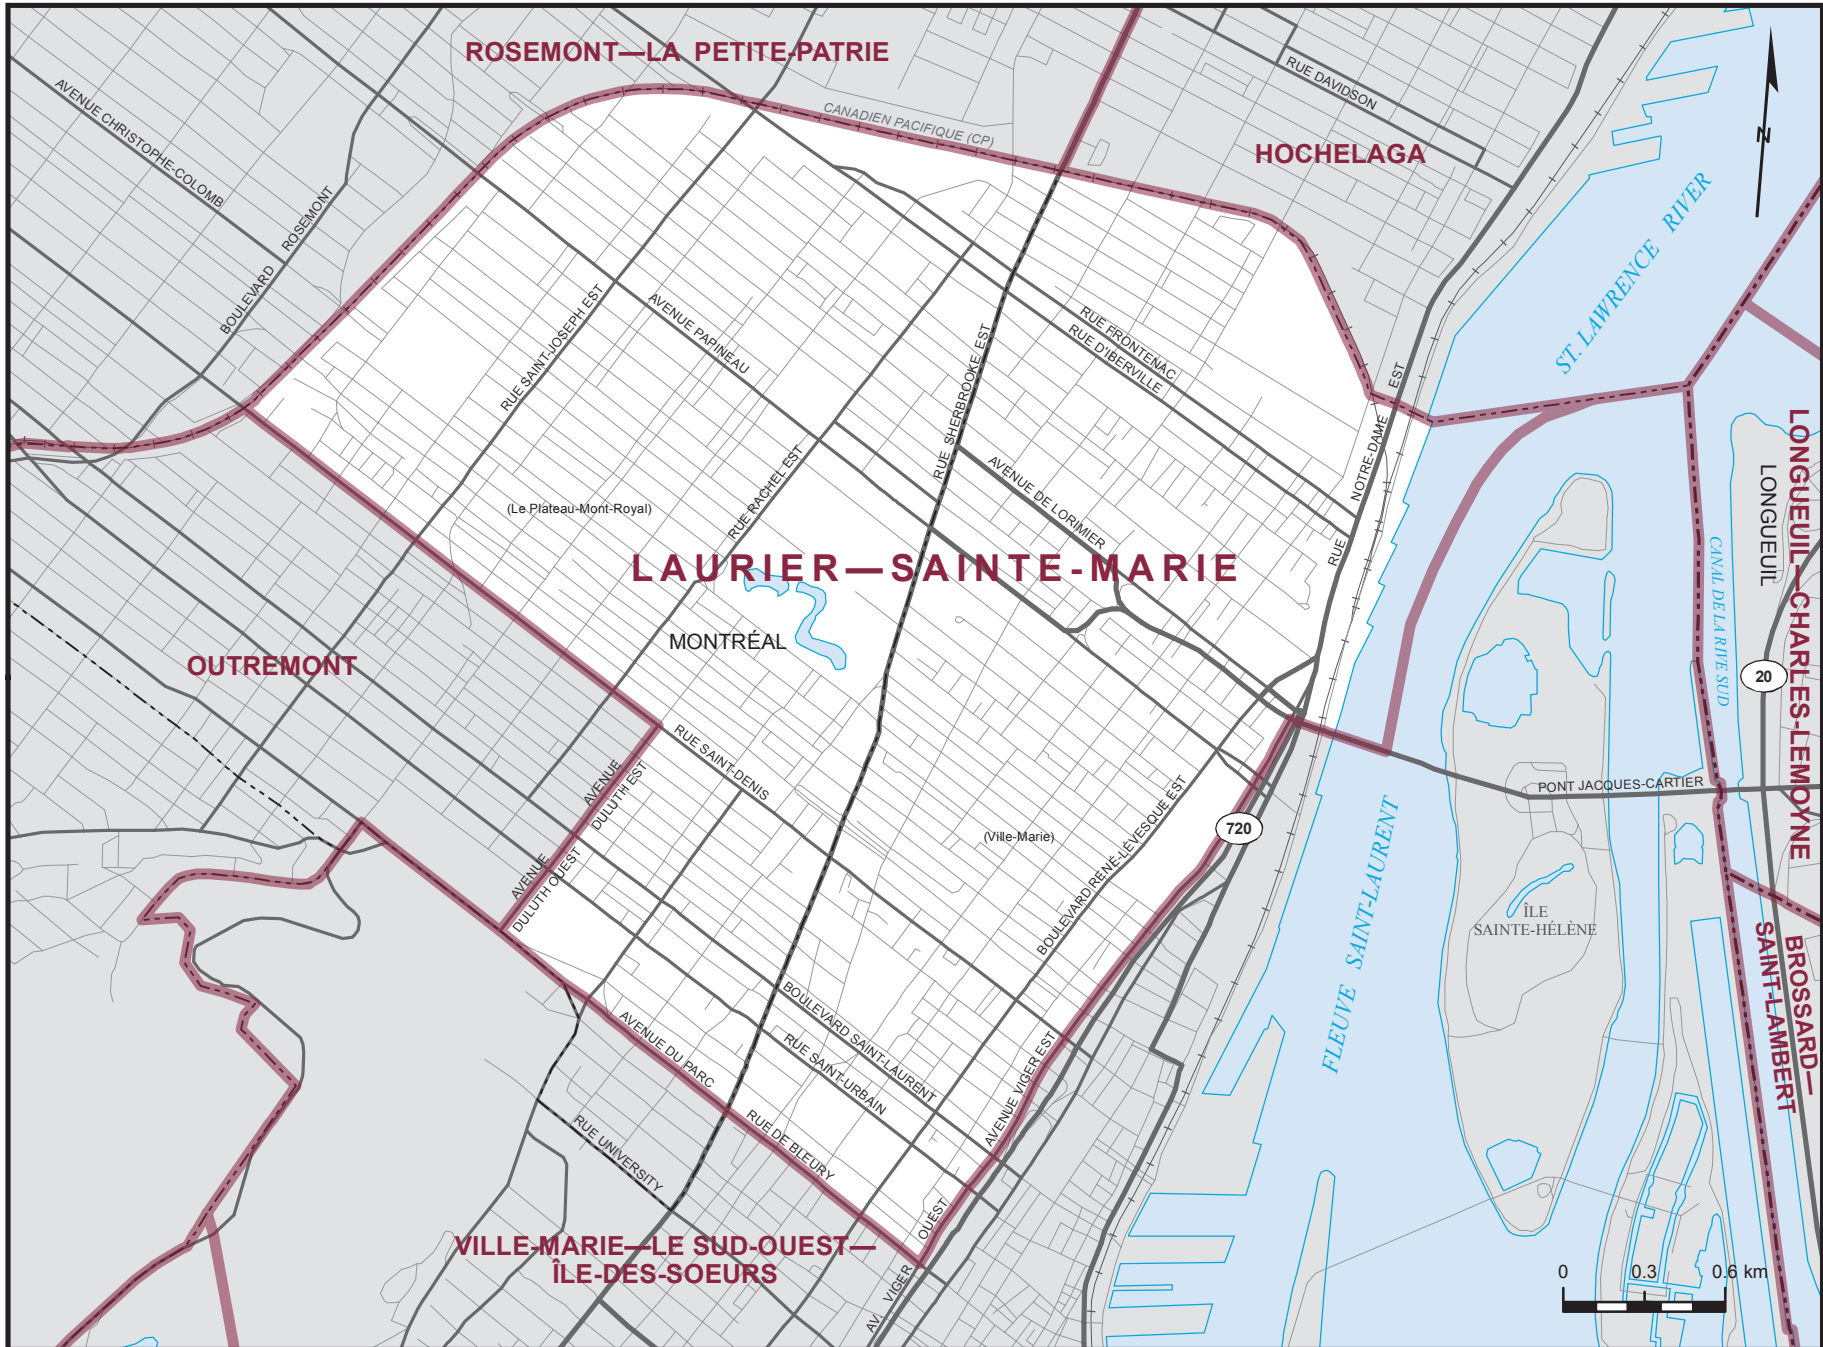 ROSEMONT—LA PETITE-PATRIE
RUE DAVIDSON
AVENUE CHRISTOPHE-COLOMB
CANADIEN PACIFIQUE (CP)
HOCHELAGA
N
BOULEVARD ROSEMONT
ST. LAWRENCE RIVER
RUE SAINT-JOSEPH EST
AVENUE PAPINEAU
RUE FRONTENAC
RUE D'IBERVILLE
RUE SHERBROOKE EST
RUE NOTRE-DAME EST
RUE RACHEL EST
AVENUE DE LORIMIER
(Le Plateau-Mont-Royal)
LAURIER—SAINTE-MARIE
MONTRÉAL
OUTREMONT
LONGUEUIL
LONGUEUIL—CHARLES-LEMOYNE
CANAL DE LA RIVE SUD
20
RUE SAINT-DENIS
AVENUE
DULUTH EST
AVENUE
DULUTH OUEST
(Ville-Marie)
BOULEVARD RENÉ-LÉVESQUE EST
720
PONT JACQUES-CARTIER
FLEUVE SAINT-LAURENT
ÎLE
SAINTE-HÉLÈNE
BROSSARD—
SAINT-LAMBERT
BOULEVARD SAINT-LAURENT
RUE SAINT-URBAIN
AVENUE DU PARC
RUE DE BLEURY
AVENUE VIGER EST
RUE UNIVERSITY
OUEST
AV. VIGER
VILLE-MARIE—LE SUD-OUEST—
ÎLE-DES-SOEURS
0 0.3 0.6 km